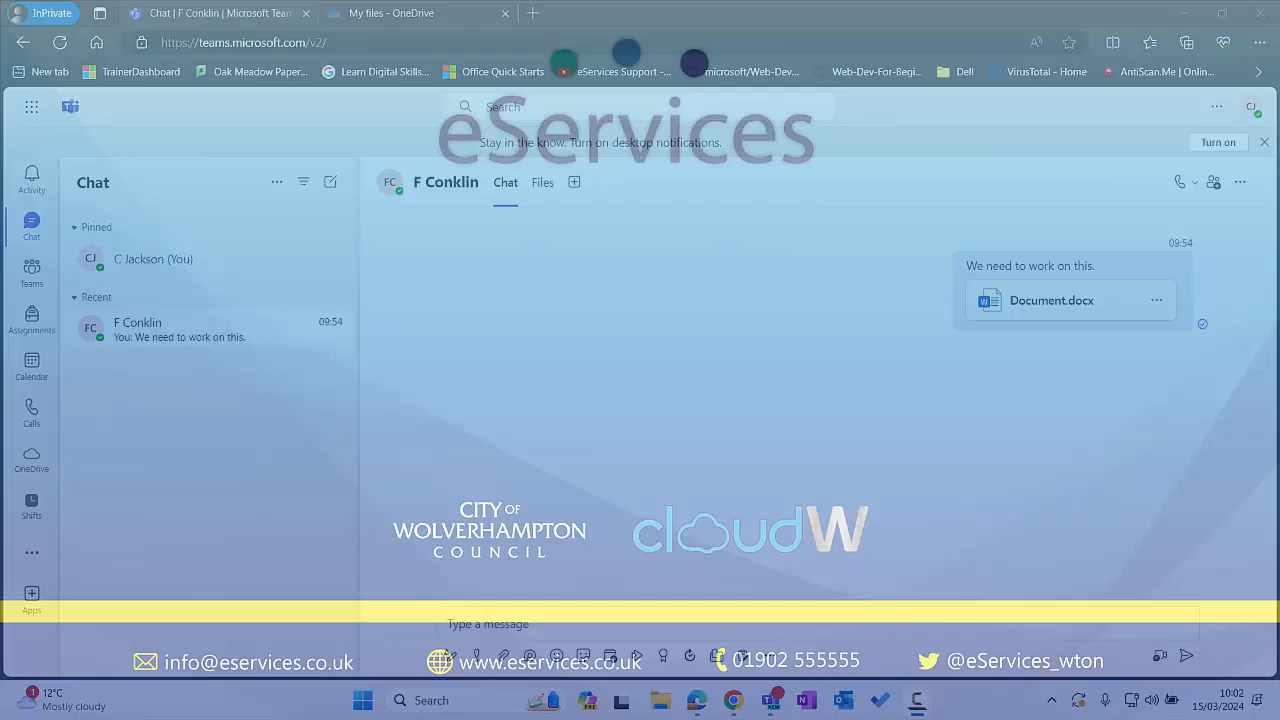 InPrivate
Chat | F Conklin | Microsoft Team
My files - OneDrive
https://teams.microsoft.com/v2/
New tab
TrainerDashboard
Oak Meadow Paper...
Learn Digital Skills...
Office Quick Starts
eServices Support -...
microsoft/Web-Dev...
Web-Dev-For-Begi...
Dell
VirusTotal - Home
AntiScan.Me | Onlin...
Search
eServices
Stay in the know. Turn on desktop notifications.
Turn on
CJ
Activity
Chat
Teams
Assignments
Calendar
Calls
OneDrive
Shifts
Apps
Chat
Pinned
CJ
C Jackson (You)
Recent
FC
F Conklin
09:54
You: We need to work on this.
FC
F Conklin
Chat
Files
09:54
We need to work on this.
Document.docx
CITY OF
WOLVERHAMPTON
COUNCIL
cloudW
Type a message
info@eservices.co.uk
www.eservices.co.uk
01902 555555
@eServices_wton
1
12°C
Mostly cloudy
Search
PRE
NEW
10:02
15/03/2024